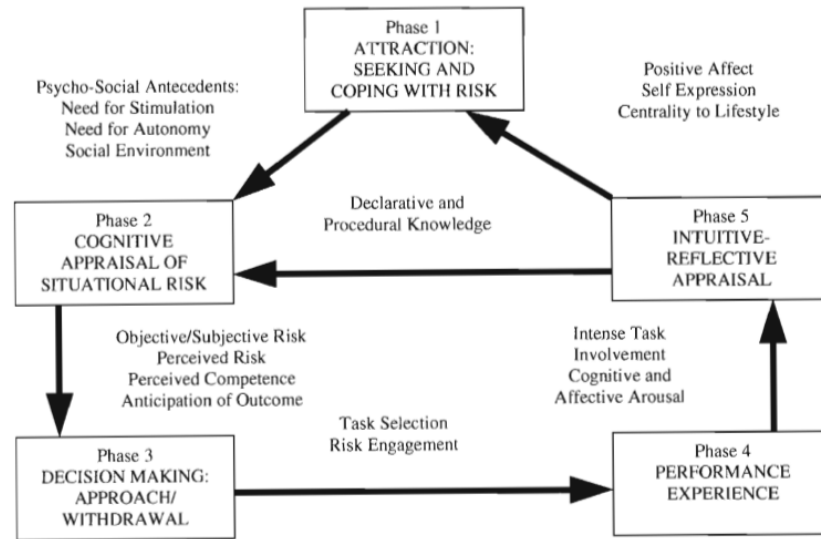 Phase 1
ATTRACTION:
SEEKING AND
COPING WITH RISK
Psycho-Social Antecedents:
Need for Stimulation
Need for Autonomy
Social Environment
Positive Affect
Self Expression
Centrality to Lifestyle
Declarative and
Procedural Knowledge
Phase 2
COGNITIVE
APPRAISAL OF
SITUATIONAL RISK
Phase 5
INTUITIVE-
REFLECTIVE
APPRAISAL
Objective/Subjective Risk
Perceived Risk
Perceived Competence
Anticipation of Outcome
Intense Task
Involvement
Cognitive and
Affective Arousal
Task Selection
Risk Engagement
Phase 3
DECISION MAKING:
APPROACH/
WITHDRAWAL
Phase 4
PERFORMANCE
EXPERIENCE